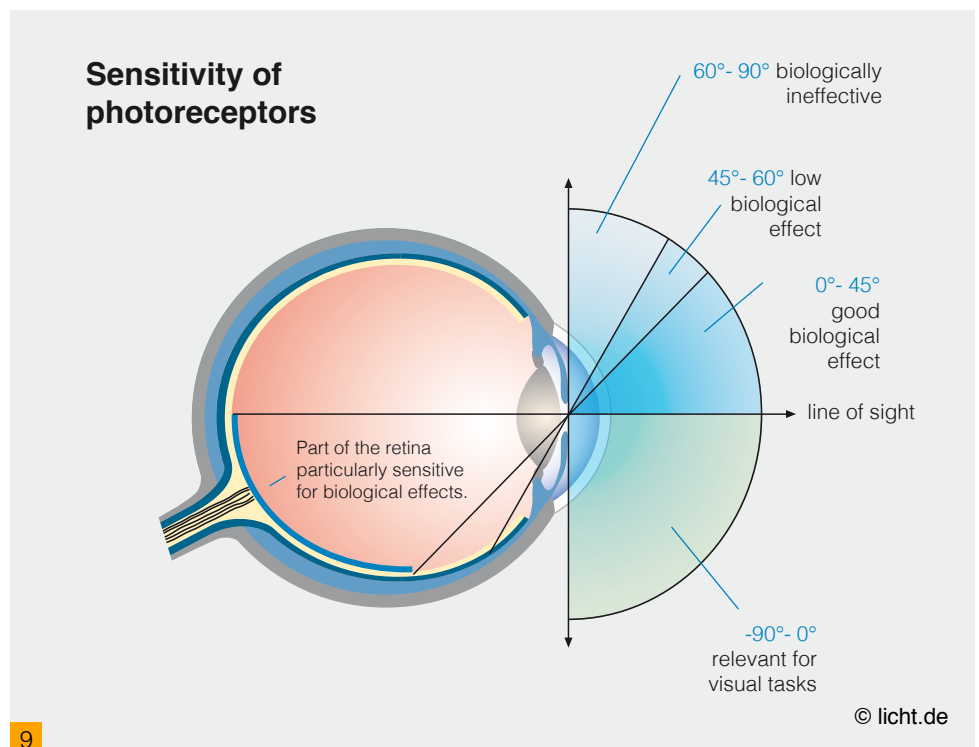 Sensitivity of
photoreceptors
60°- 90° biologically
ineffective
45°- 60° low
biological
effect
0°- 45°
good
biological
effect
line of sight
Part of the retina
particularly sensitive
for biological effects.
-90°- 0°
relevant for
visual tasks
© licht.de
9